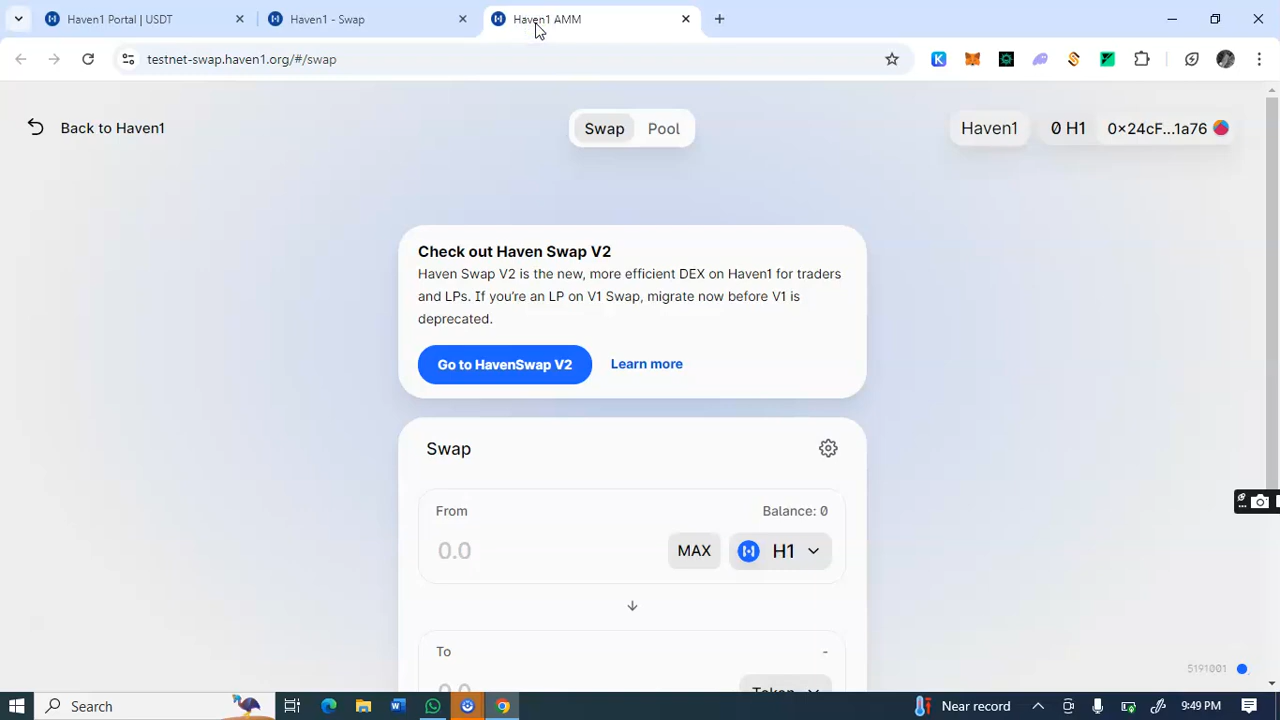 Haven1 Portal | USDT
Haven1 - Swap
Haven1 AMM
testnet-swap.haven1.org/#/swap
Back to Haven1
Swap
Pool
Haven1
0 H1
0x24cF...1a76
Check out Haven Swap V2
Haven Swap V2 is the new, more efficient DEX on Haven1 for traders
and LPs. If you're an LP on V1 Swap, migrate now before V1 is
deprecated.
Go to HavenSwap V2
Learn more
Swap
From
Balance: 0
0.0
MAX
H1
To
-
0.0
Token
5191001
Search
Near record
9:49 PM